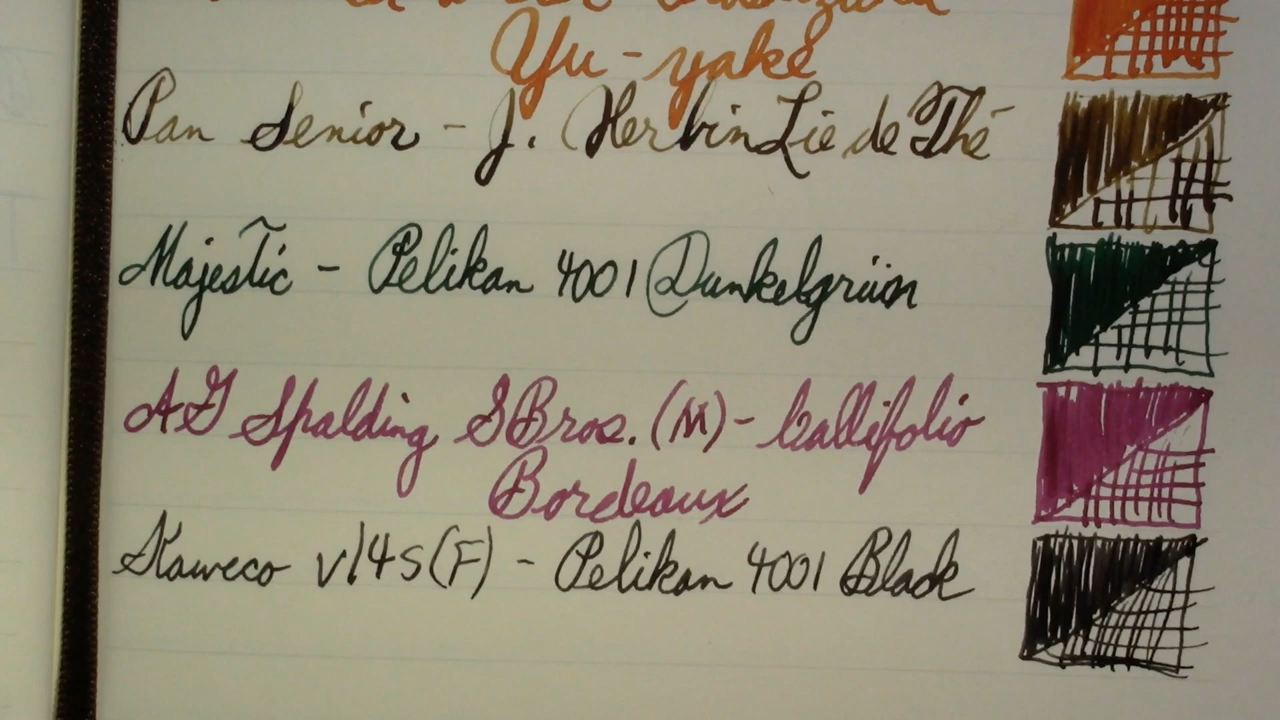 Yu-yake
Pan Senior - J. Herbin Lie de Thé
Majestic - Pelikan 4001 Dunkelgrün
AG Spalding & Bros. (M) - Callifolio
Bordeaux
Kaweco V14S (F) - Pelikan 4001 Black